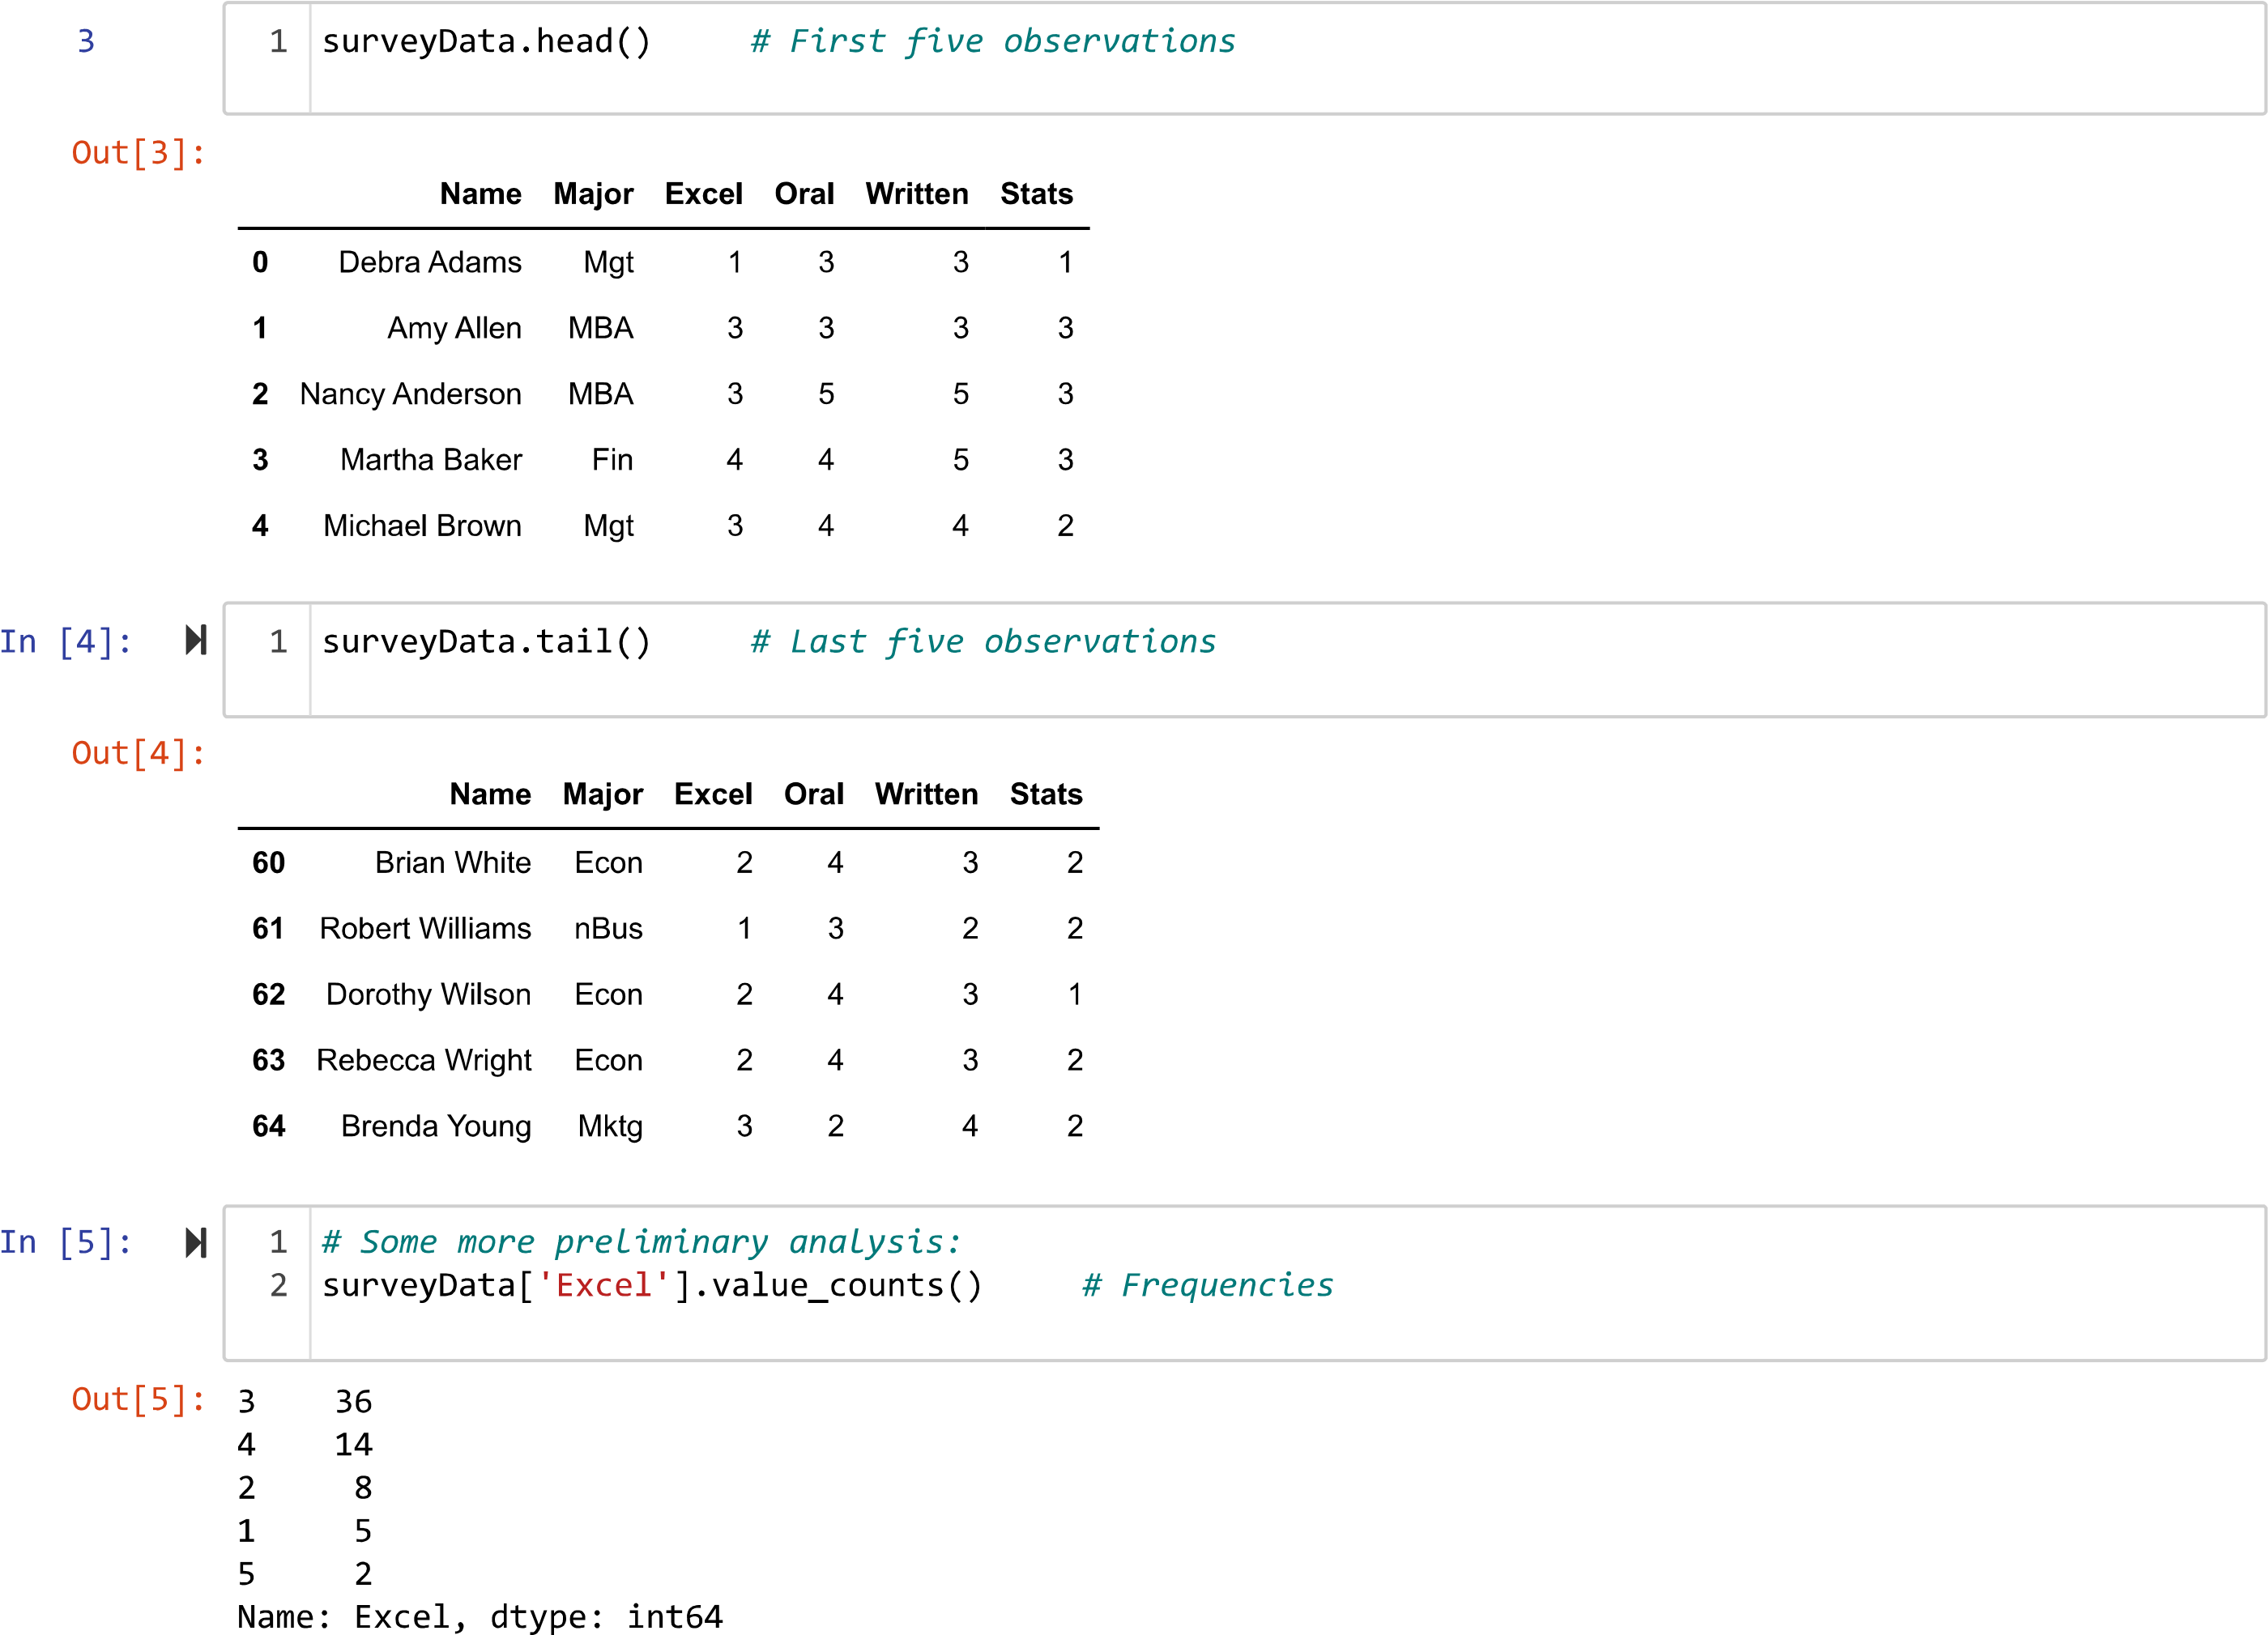 3 1 surveyData.head() # First five observations
Out[3]:
Name Major Excel Oral Written Stats
0 Debra Adams Mgt 1 3 3 1
1 Amy Allen MBA 3 3 3 3
2 Nancy Anderson MBA 3 5 5 3
3 Martha Baker Fin 4 4 5 3
4 Michael Brown Mgt 3 4 4 2
In [4]: 1 surveyData.tail() # Last five observations
Out[4]:
Name Major Excel Oral Written Stats
60 Brian White Econ 2 4 3 2
61 Robert Williams nBus 1 3 2 2
62 Dorothy Wilson Econ 2 4 3 1
63 Rebecca Wright Econ 2 4 3 2
64 Brenda Young Mktg 3 2 4 2
In [5]: 1 # Some more preliminary analysis:
2 surveyData['Excel'].value_counts() # Frequencies
Out[5]: 3 36
4 14
2 8
1 5
5 2
Name: Excel, dtype: int64